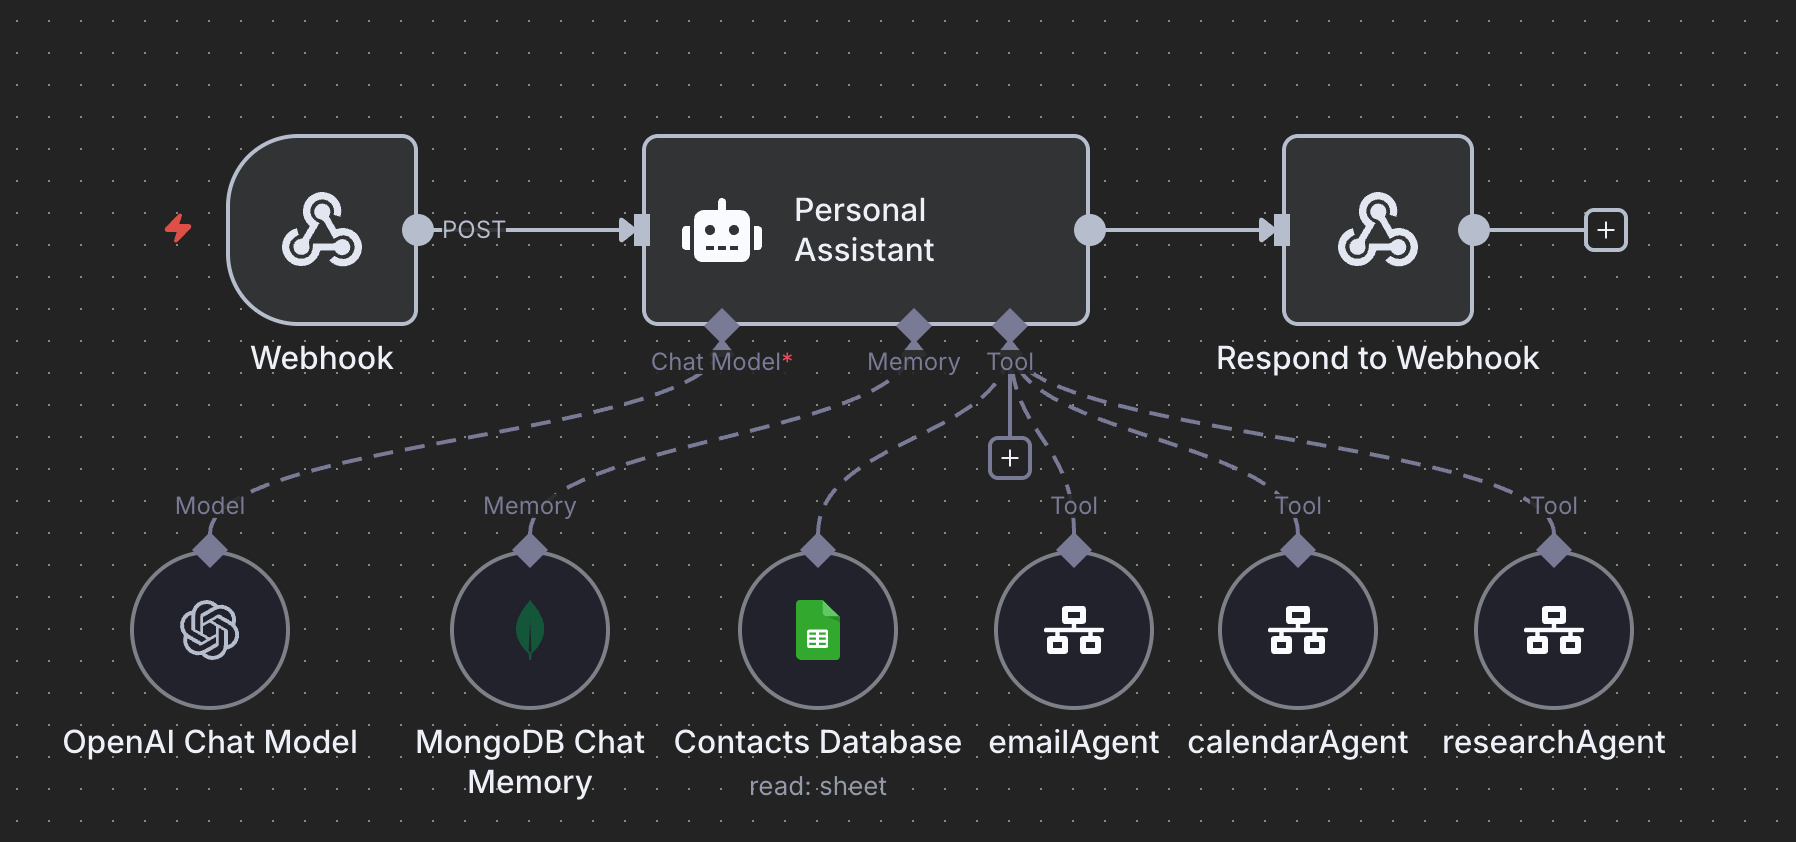 POST
Personal
Assistant
Webhook
Chat Model*
Memory
Tool
Respond to Webhook
Model
Memory
Tool
Tool
Tool
OpenAI Chat Model
MongoDB Chat
Memory
Contacts Database
read: sheet
emailAgent
calendarAgent
researchAgent